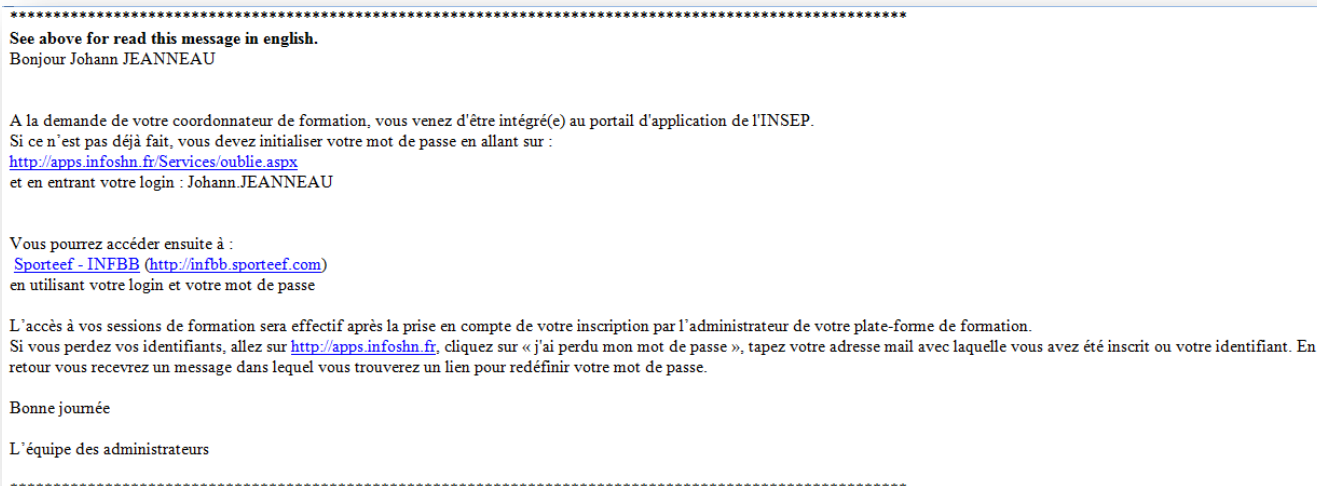 ****************************************************************************************************************
See above for read this message in english.
Bonjour Johann JEANNEAU
A la demande de votre coordonnateur de formation, vous venez d'être intégré(e) au portail d'application de l'INSEP.
Si ce n’est pas déjà fait, vous devez initialiser votre mot de passe en allant sur :
http://apps.infoshn.fr/Services/oublie.aspx
et en entrant votre login : Johann.JEANNEAU
Vous pourrez accéder ensuite à :
Sporteef - INFBB (http://infbb.sporteef.com)
en utilisant votre login et votre mot de passe
L’accès à vos sessions de formation sera effectif après la prise en compte de votre inscription par l’administrateur de votre plate-forme de formation.
Si vous perdez vos identifiants, allez sur http://apps.infoshn.fr, cliquez sur « j'ai perdu mon mot de passe », tapez votre adresse mail avec laquelle vous avez été inscrit ou votre identifiant. En
retour vous recevrez un message dans lequel vous trouverez un lien pour redéfinir votre mot de passe.
Bonne journée
L’équipe des administrateurs
****************************************************************************************************************